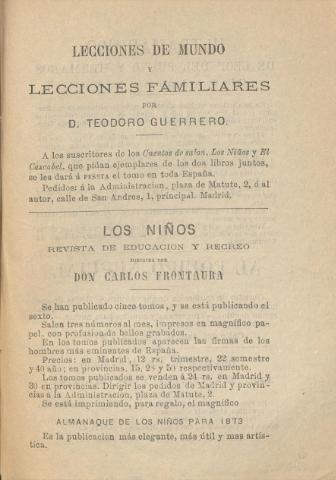 LECCIONES DE MUNDO
Y
LECCIONES FAMILIARES
POR
D. TEODORO GUERRERO.
A los suscritores de los Cuentos de salon, Los Niños y El
Cascabel, que pidan ejemplares de los dos libros juntos,
se les dará á PESETA el tomo en toda España.
Pedidos á la Administracion, plaza de Matute, 2, ó al
autor, calle de San Andres, 1, principal. Madrid.
LOS NIÑOS
REVISTA DE EDUCACION Y RECREO
DIRIGIDA POR
DON CARLOS FRONTAURA
Se han publicado cinco tomos, y se está publicando el
sexto.
Sales tres números al mes, impresos en magnífico pa-
pel, con profusion de bellos grabados.
En los tomos publicados aparecen las firmas de los
hombres más eminentes de España.
Precios: en Madrid, 12 rs. trimestre, 22 semestre
y 40 año; en provincias, 15, 28 y 50 respectivamente.
Los tomos publicados se venden á 24 rs. en Madrid y
30 en provincias. Dirigir los pedidos de Madrid y provin-
cias á la Administracion, plaza de Matute, 2.
Se está imprimiendo, para regalo, el magnífico
ALMANAQUE DE LOS NIÑOS PARA 1873
Es la publicacion más elegante, más útil y mas artís-
tica.